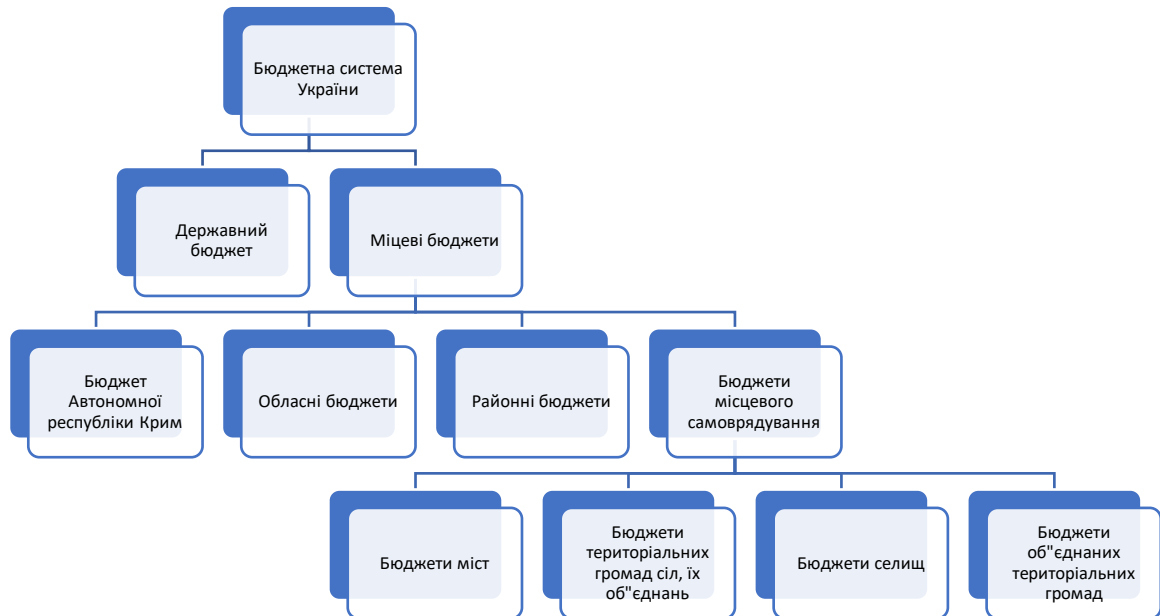 Бюджетна система
України
Державний
бюджет
Міцеві бюджети
Бюджет
Автономної
республіки Крим
Обласні бюджети
Районні бюджети
Бюджети
місцевого
самоврядування
Бюджети міст
Бюджети
територіальних
громад сіл, їх
об"єднань
Бюджети селищ
Бюджети
об"єднаних
територіальних
громад